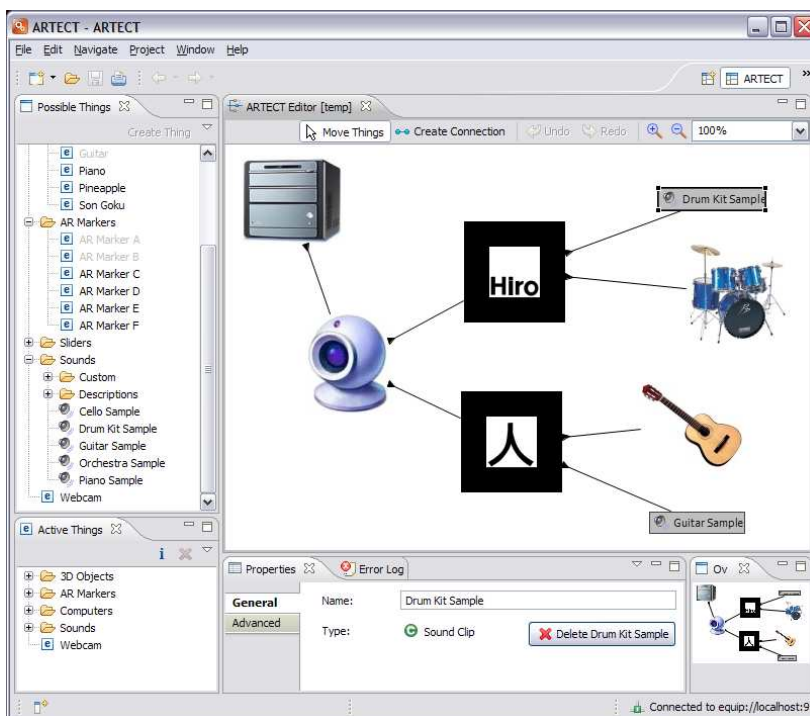 ARTECT - ARTECT
File Edit Navigate Project Window Help
ARTECT »
Possible Things
Create Thing
Guitar
Piano
Pineapple
Son Goku
AR Markers
AR Marker A
AR Marker B
AR Marker C
AR Marker D
AR Marker E
AR Marker F
Sliders
Sounds
Custom
Descriptions
Cello Sample
Drum Kit Sample
Guitar Sample
Orchestra Sample
Piano Sample
Webcam
Active Things
3D Objects
AR Markers
Computers
Sounds
Webcam
ARTECT Editor [temp]
Move Things Create Connection Undo Redo 100%
Drum Kit Sample
Hiro
人
Guitar Sample
Properties Error Log
General
Advanced
Name: Drum Kit Sample
Type: Sound Clip Delete Drum Kit Sample
Ov
Connected to equip://localhost:9